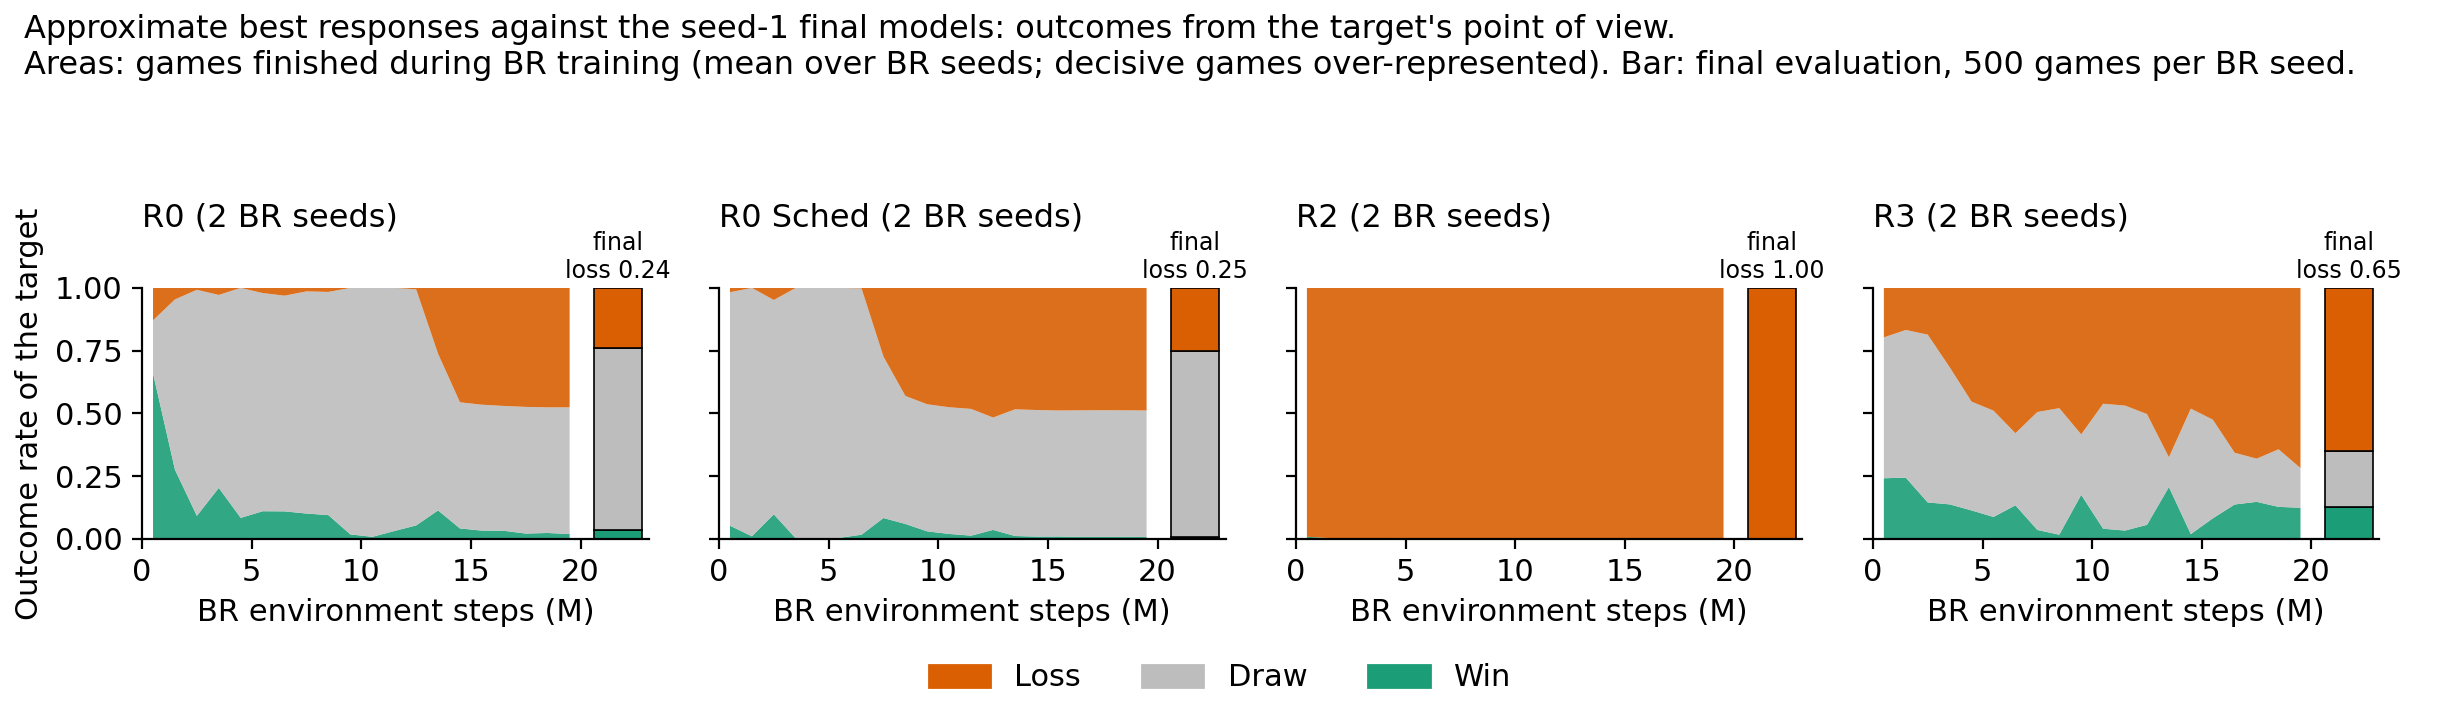 Approximate best responses against the seed-1 final models: outcomes from the target's point of view.
Areas: games finished during BR training (mean over BR seeds; decisive games over-represented). Bar: final evaluation, 500 games per BR seed.
Outcome rate of the target
1.00
0.75
0.50
0.25
0.00
R0 (2 BR seeds)
final
loss 0.24
0 5 10 15 20
BR environment steps (M)
R0 Sched (2 BR seeds)
final
loss 0.25
0 5 10 15 20
BR environment steps (M)
R2 (2 BR seeds)
final
loss 1.00
0 5 10 15 20
BR environment steps (M)
R3 (2 BR seeds)
final
loss 0.65
0 5 10 15 20
BR environment steps (M)
Loss Draw Win